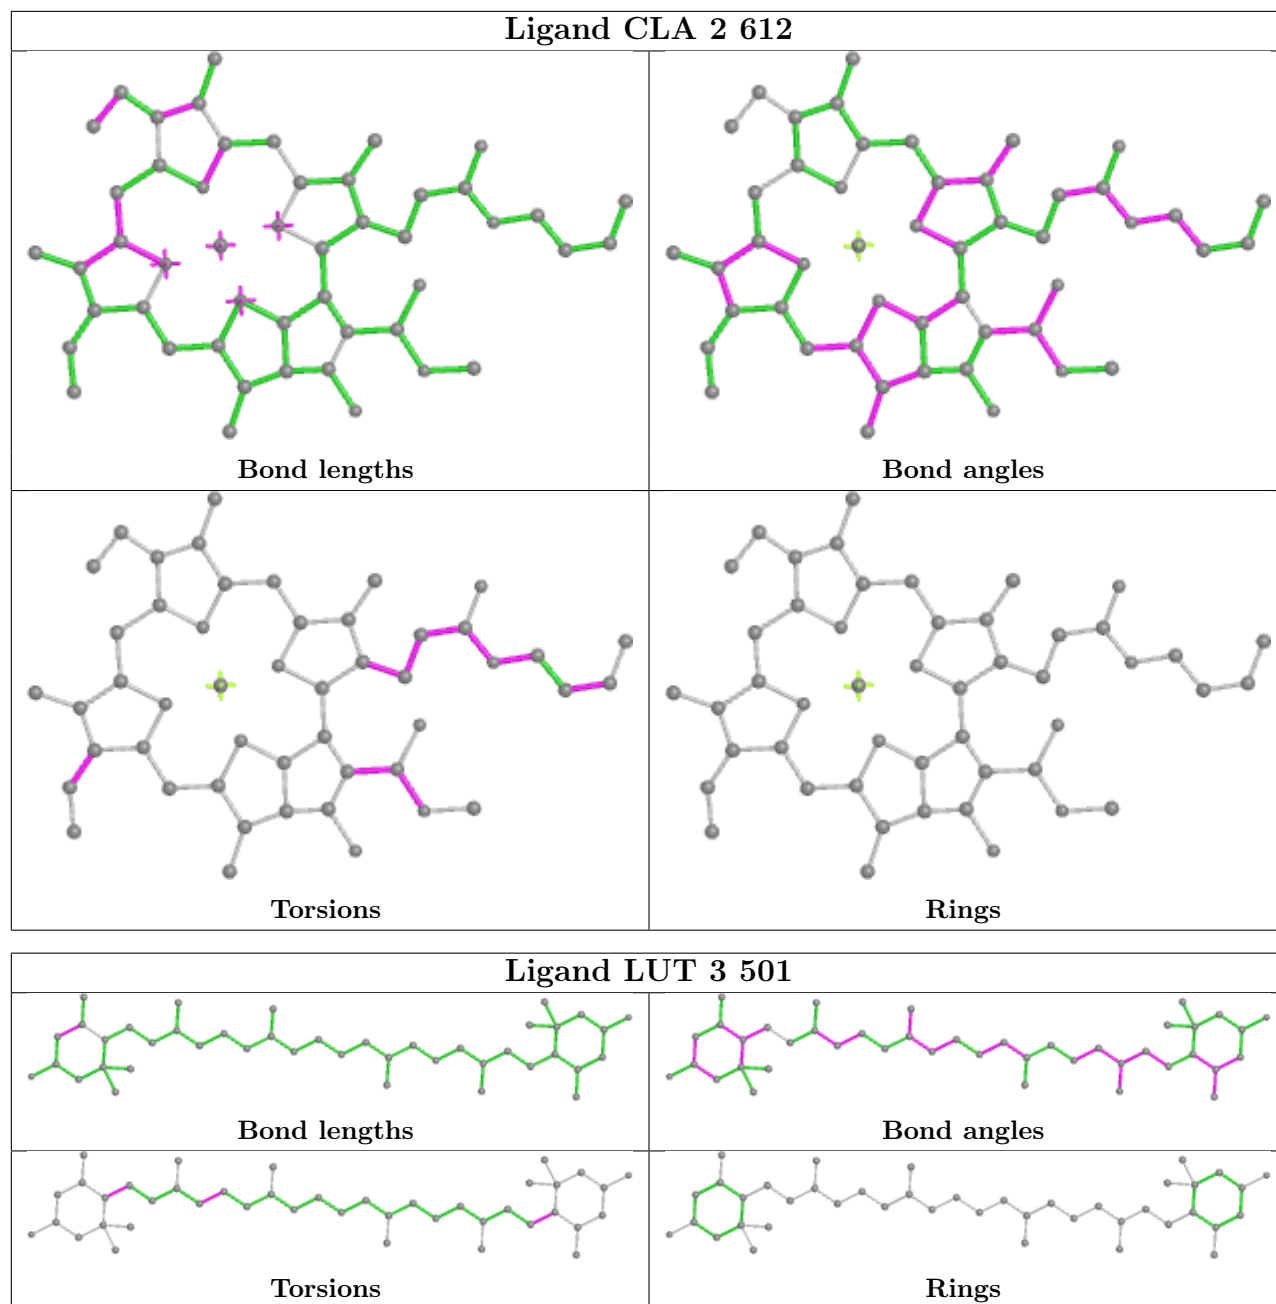 Ligand CLA 2 612
Bond lengths
Bond angles
Torsions
Rings
Ligand LUT 3 501
Bond lengths
Bond angles
Torsions
Rings